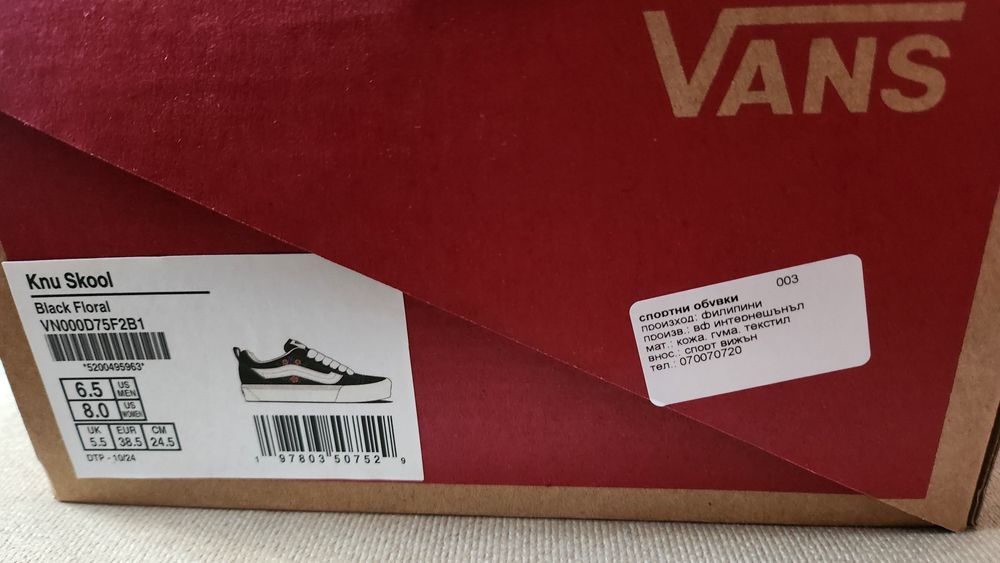 VANS
Knu Skool
Black Floral
VN000D75F2B1
*5200495963*
6.5 US MEN
8.0 US WOMEN
UK EUR CM
5.5 38.5 24.5
DTP - 10/24
1 97803 50752 9
003
спортни обувки
произход: филипини
произв.: вф интернешънъл
мат.: кожа, гума, текстил
внос.: спорт вижън
тел.: 070070720